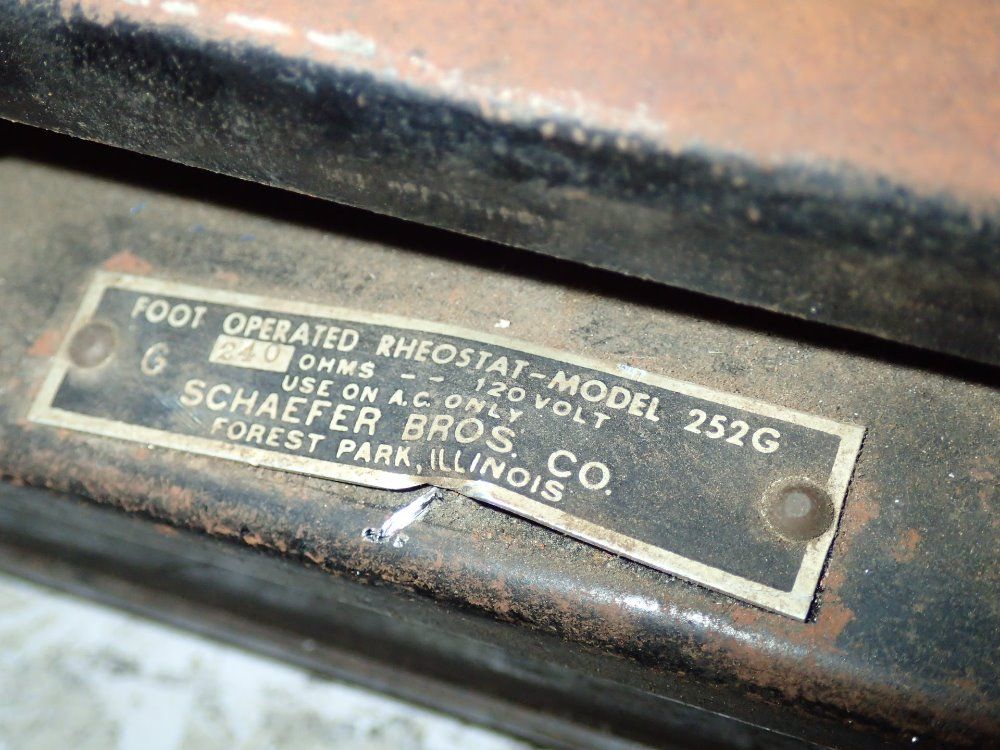 FOOT OPERATED RHEOSTAT-MODEL 252G
G 240 OHMS -- 120 VOLT
USE ON A.C. ONLY
SCHAEFER BROS. CO.
FOREST PARK, ILLINOIS